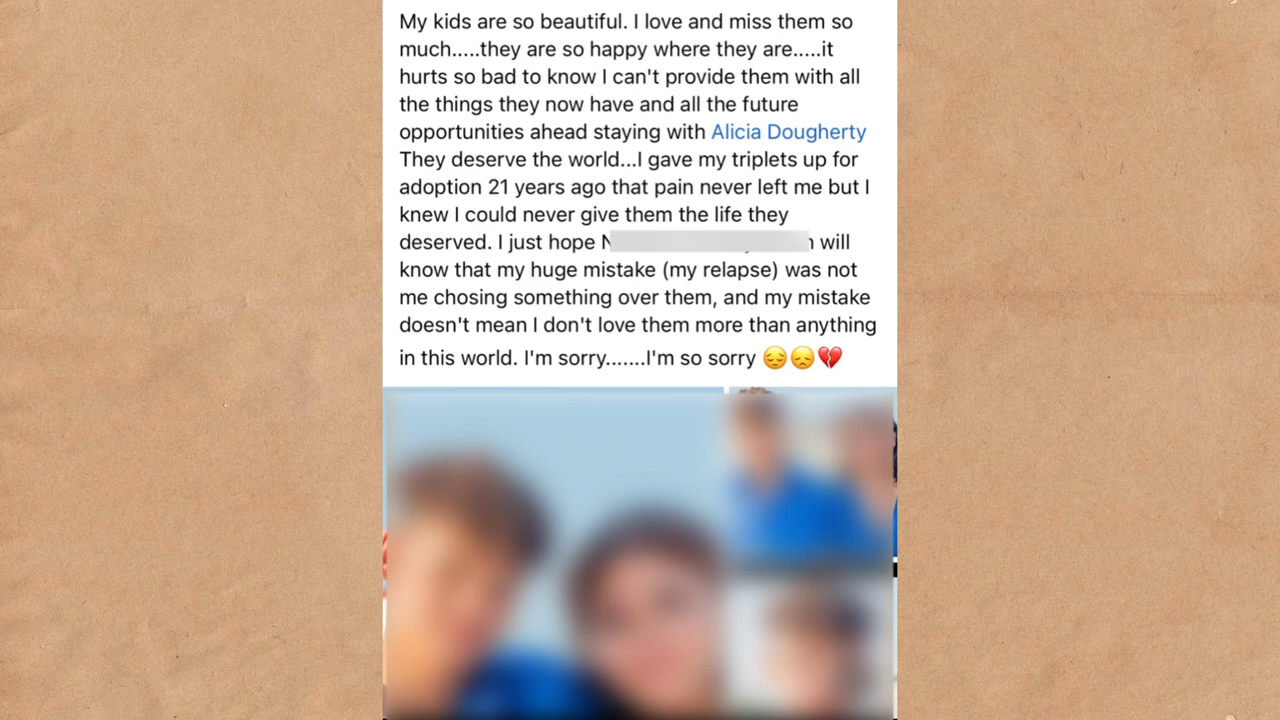 My kids are so beautiful. I love and miss them so
much.....they are so happy where they are.....it
hurts so bad to know I can't provide them with all
the things they now have and all the future
opportunities ahead staying with Alicia Dougherty
They deserve the world...I gave my triplets up for
adoption 21 years ago that pain never left me but I
knew I could never give them the life they
deserved. I just hope will
know that my huge mistake (my relapse) was not
me chosing something over them, and my mistake
doesn't mean I don't love them more than anything
in this world. I'm sorry.......I'm so sorry 😔😞💔